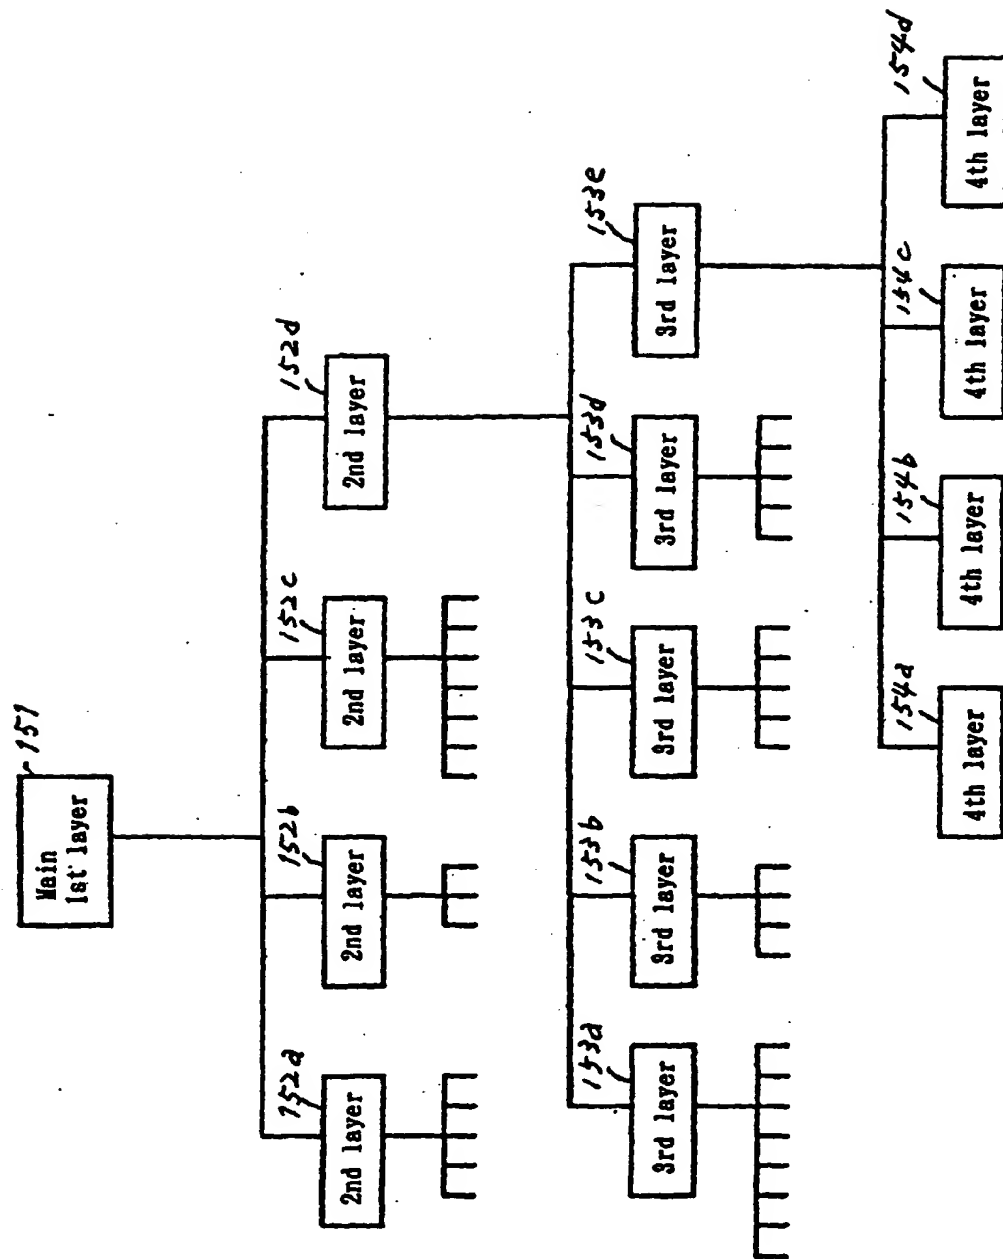 Main
1st layer
151
2nd layer
152a
2nd layer
152b
2nd layer
152c
2nd layer
152d
3rd layer
153a
3rd layer
153b
3rd layer
153c
3rd layer
153d
3rd layer
153e
4th layer
154a
4th layer
154b
4th layer
154c
4th layer
154d